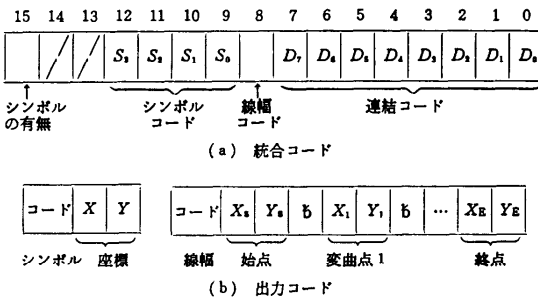 15 14 13 12 11 10 9 8 7 6 5 4 3 2 1 0
S₃ S₂ S₁ S₀ D₇ D₆ D₅ D₄ D₃ D₂ D₁ D₀
シンボルの有無 シンボルコード 線幅コード 連結コード
(a) 統合コード
コード X Y コード Xₛ Yₛ ƀ X₁ Y₁ ƀ … X_E Y_E
シンボル 座標 線幅 始点 変曲点1 終点
(b) 出力コード